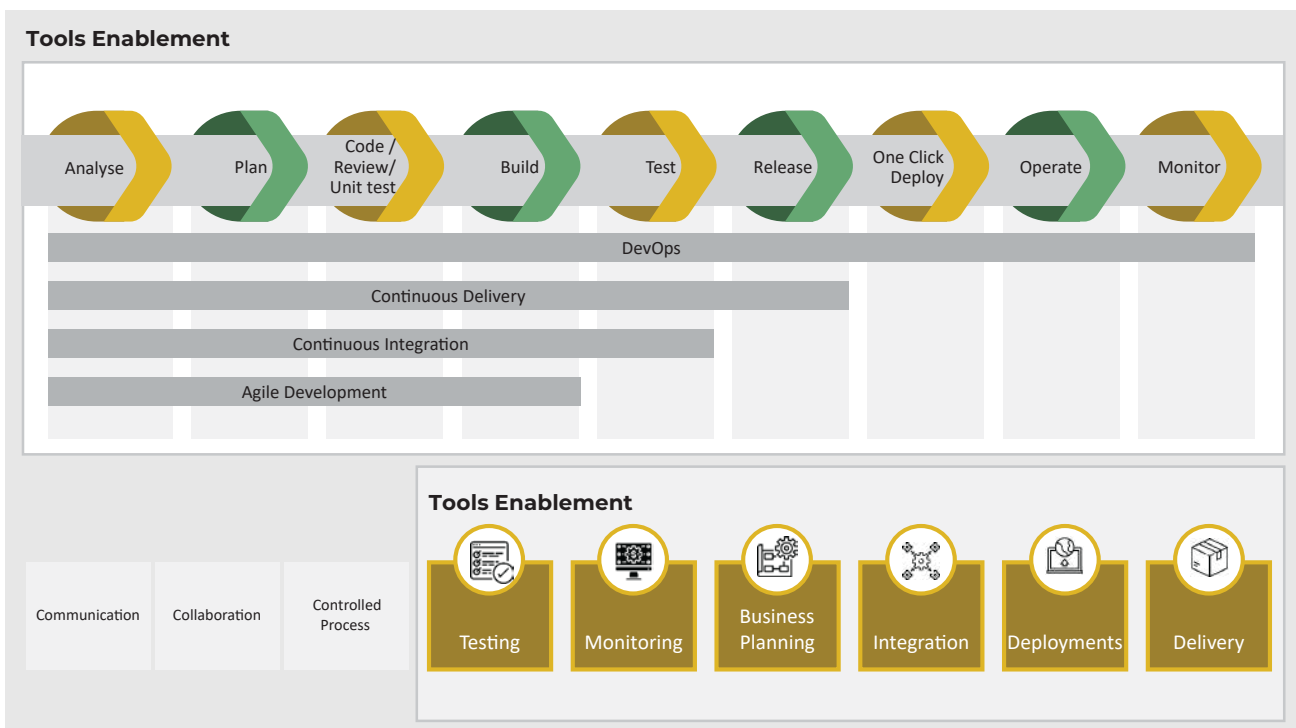 Tools Enablement
Analyse
Plan
Code /
Review/
Unit test
Build
Test
Release
One Click
Deploy
Operate
Monitor
DevOps
Continuous Delivery
Continuous Integration
Agile Development
Communication
Collaboration
Controlled
Process
Tools Enablement
Testing
Monitoring
Business
Planning
Integration
Deployments
Delivery